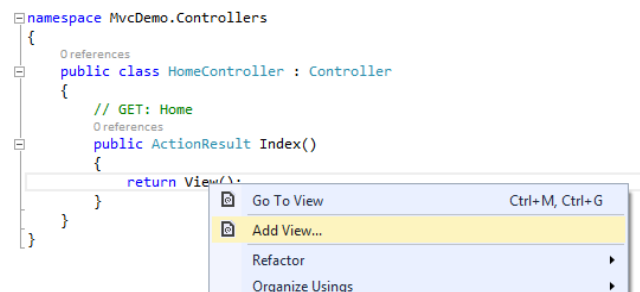 namespace MvcDemo.Controllers
{
0 references
public class HomeController : Controller
{
// GET: Home
0 references
public ActionResult Index()
{
return View();
}
}
}
Go To View Ctrl+M, Ctrl+G
Add View...
Refactor
Organize Usings